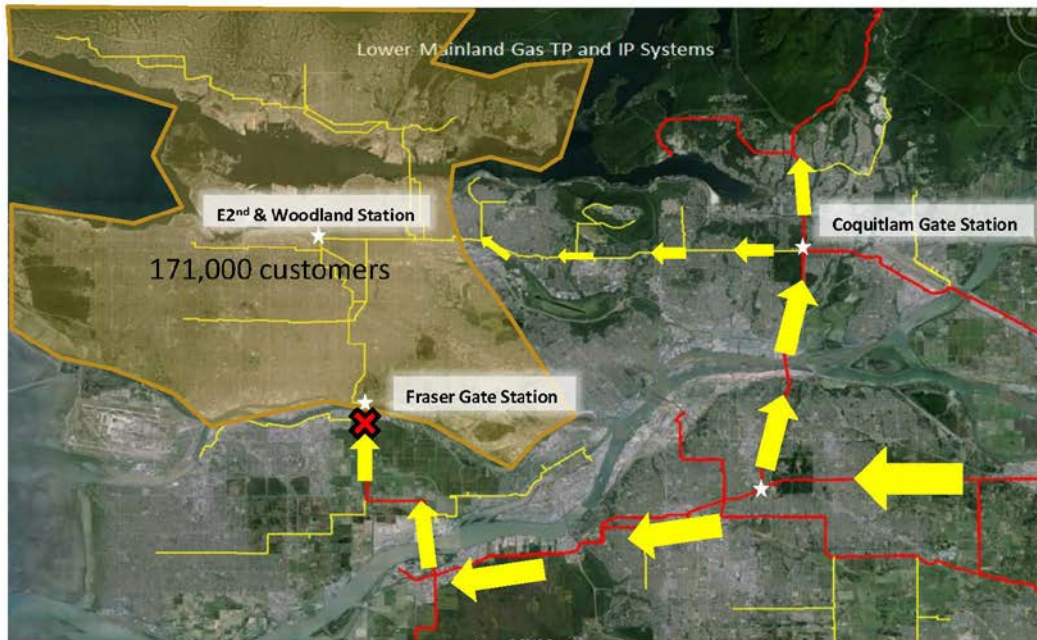 Lower Mainland Gas TP and IP Systems
E2nd & Woodland Station
Coquitlam Gate Station
171,000 customers
Fraser Gate Station